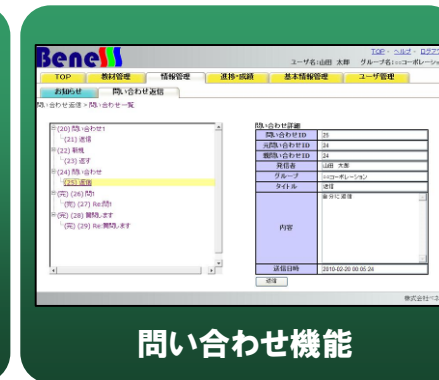 Beness
TOP - ヘルプ - ログアウ
ユーザ名:山田 太郎 グループ名:○○コーポレーショ
TOP 教材管理 情報管理 進捗・成績 基本情報管理 ユーザ管理
お知らせ 問い合わせ返信
問い合わせ返信 > 問い合わせ一覧
(20) 問い合わせ1
(21) 返信
(22) 新規
(23) 返す
(24) 問い合わせ
(25) 返信
(完) (26) 問1
(完) (27) Re:問1
(完) (28) 質問します
(完) (29) Re:質問します
問い合わせ詳細
問い合わせID 25
元問い合わせID 24
親問い合わせID 24
発信者 山田 太郎
グループ ○○コーポレーション
タイトル 返信
内容 自分に返信
送信日時 2010-02-20 00:05:24
返信
株式会社ベネ
問い合わせ機能